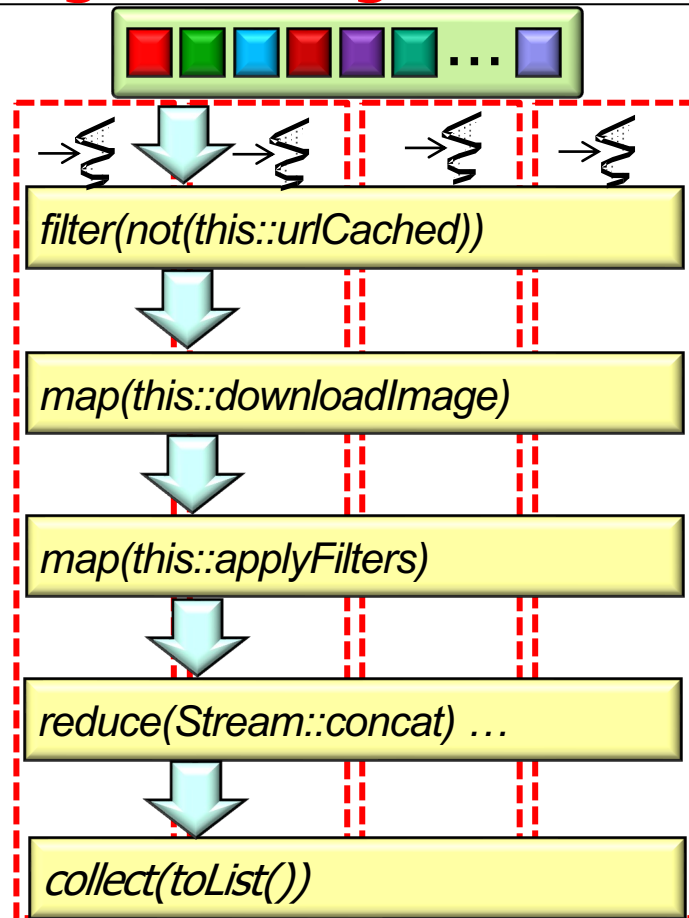 ...
filter(not(this::urlCached))
map(this::downloadImage)
map(this::applyFilters)
reduce(Stream::concat) …
collect(toList())